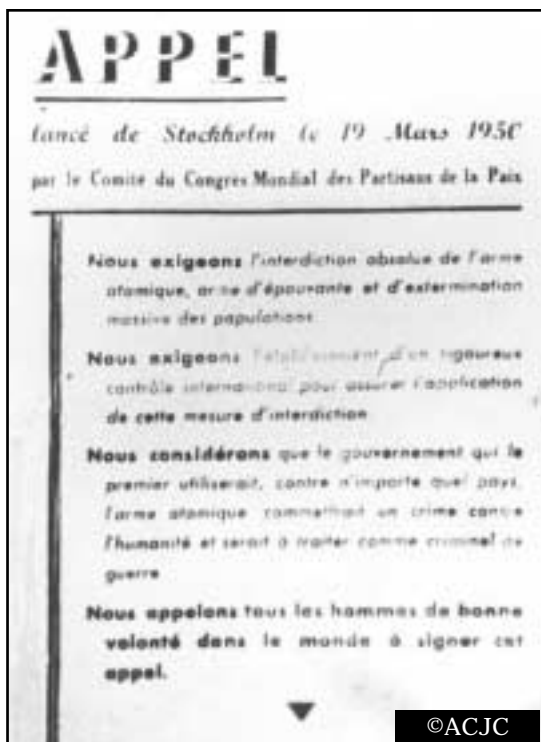 APPEL
lancé de Stockholm le 19 Mars 1950
par le Comité du Congres Mondial des Partisans de la Paix
Nous exigeons l'interdiction absolue de l'arme
atomique, arme d'épouvante et d'extermination
massive des populations
Nous exigeons l'établissement d'un rigoureux
contrôle international pour assurer l'application
de cette mesure d'interdiction
Nous considérons que le gouvernement qui le
premier utiliserait, contre n'importe quel pays,
l'arme atomique commettrait un crime contre
l'humanité et serait à traiter comme criminel de
guerre
Nous appelons tous les hommes de bonne
volonté dans le monde à signer cet
appel.
©ACJC